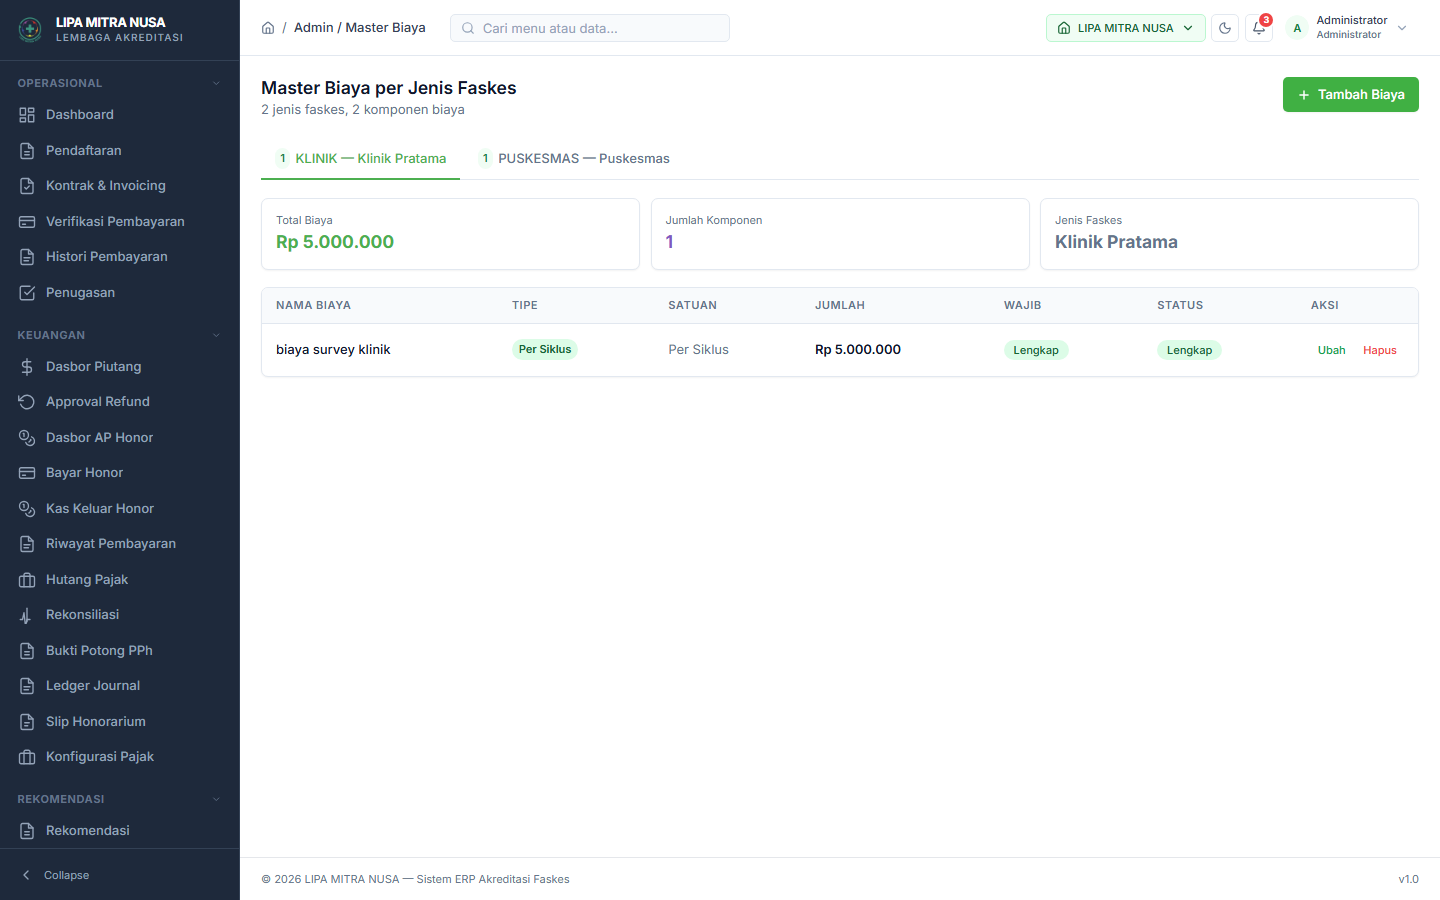 LIPA MITRA NUSA
LEMBAGA AKREDITASI
OPERASIONAL
Dashboard
Pendaftaran
Kontrak & Invoicing
Verifikasi Pembayaran
Histori Pembayaran
Penugasan
KEUANGAN
Dasbor Piutang
Approval Refund
Dasbor AP Honor
Bayar Honor
Kas Keluar Honor
Riwayat Pembayaran
Hutang Pajak
Rekonsiliasi
Bukti Potong PPh
Ledger Journal
Slip Honorarium
Konfigurasi Pajak
REKOMENDASI
Rekomendasi
Collapse
/ Admin / Master Biaya
Cari menu atau data...
LIPA MITRA NUSA
3
A
Administrator
Administrator
Master Biaya per Jenis Faskes
2 jenis faskes, 2 komponen biaya
+ Tambah Biaya
1 KLINIK — Klinik Pratama
1 PUSKESMAS — Puskesmas
Total Biaya
Rp 5.000.000
Jumlah Komponen
1
Jenis Faskes
Klinik Pratama
NAMA BIAYA TIPE SATUAN JUMLAH WAJIB STATUS AKSI
biaya survey klinik Per Siklus Per Siklus Rp 5.000.000 Lengkap Lengkap Ubah Hapus
© 2026 LIPA MITRA NUSA — Sistem ERP Akreditasi Faskes
v1.0